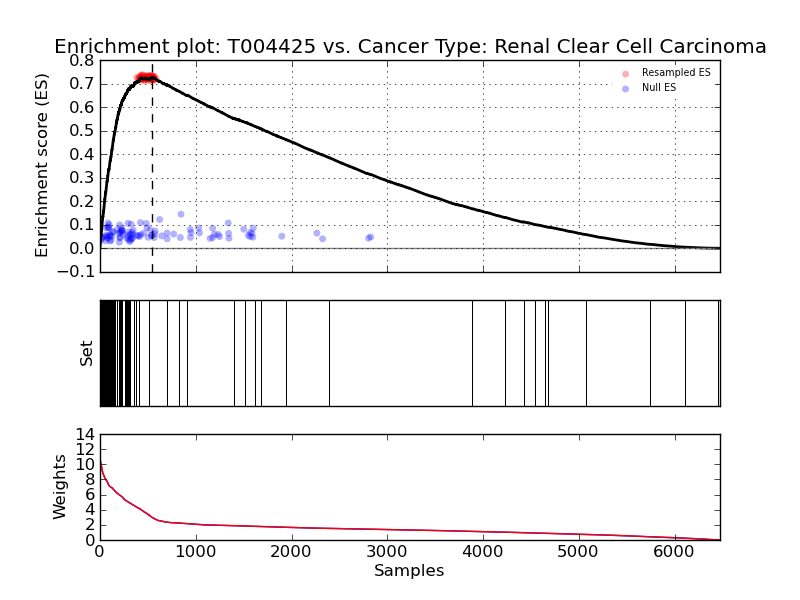 Enrichment plot: T004425 vs. Cancer Type: Renal Clear Cell Carcinoma
Enrichment score (ES)
0.8
0.7
0.6
0.5
0.4
0.3
0.2
0.1
0.0
−0.1
Resampled ES
Null ES
Set
Weights
14
12
10
8
6
4
2
0
0 1000 2000 3000 4000 5000 6000
Samples